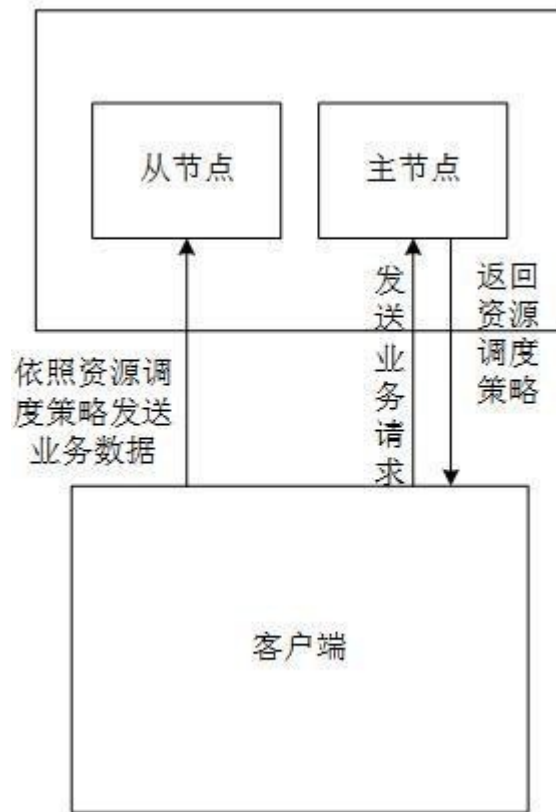 从节点
主节点
依照资源调
度策略发送
业务数据
发送业务请求
返回
资源
调度
策略
客户端